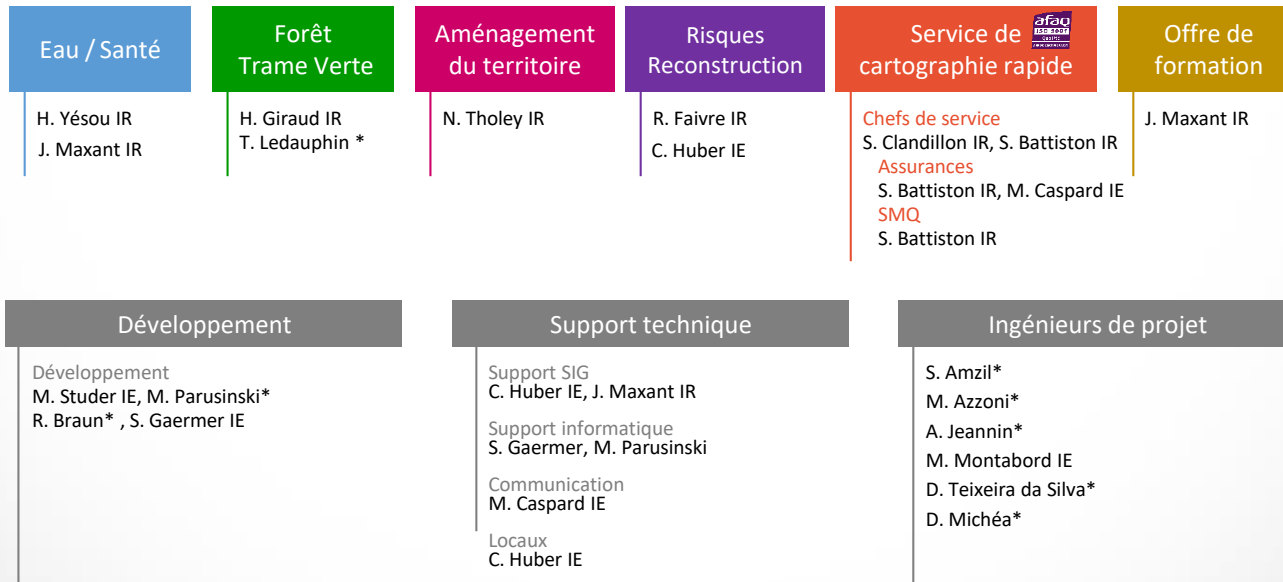 Eau / Santé
H. Yésou IR
J. Maxant IR
Forêt
Trame Verte
H. Giraud IR
T. Ledauphin *
Aménagement
du territoire
N. Tholey IR
Risques
Reconstruction
R. Faivre IR
C. Huber IE
Service de
cartographie rapide
afaq
ISO 9001
Qualité
Chefs de service
S. Clandillon IR, S. Battiston IR
Assurances
S. Battiston IR, M. Caspard IE
SMQ
S. Battiston IR
Offre de
formation
J. Maxant IR
Développement
Développement
M. Studer IE, M. Parusinski*
R. Braun* , S. Gaermer IE
Support technique
Support SIG
C. Huber IE, J. Maxant IR
Support informatique
S. Gaermer, M. Parusinski
Communication
M. Caspard IE
Locaux
C. Huber IE
Ingénieurs de projet
S. Amzil*
M. Azzoni*
A. Jeannin*
M. Montabord IE
D. Teixeira da Silva*
D. Michéa*